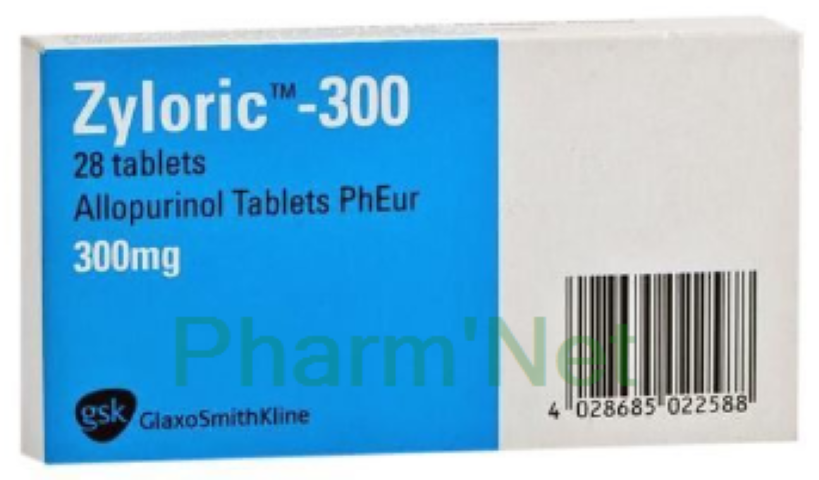 Zyloric™-300
28 tablets
Allopurinol Tablets PhEur
300mg
Pharm'Net
gsk GlaxoSmithKline
4 028685 022588